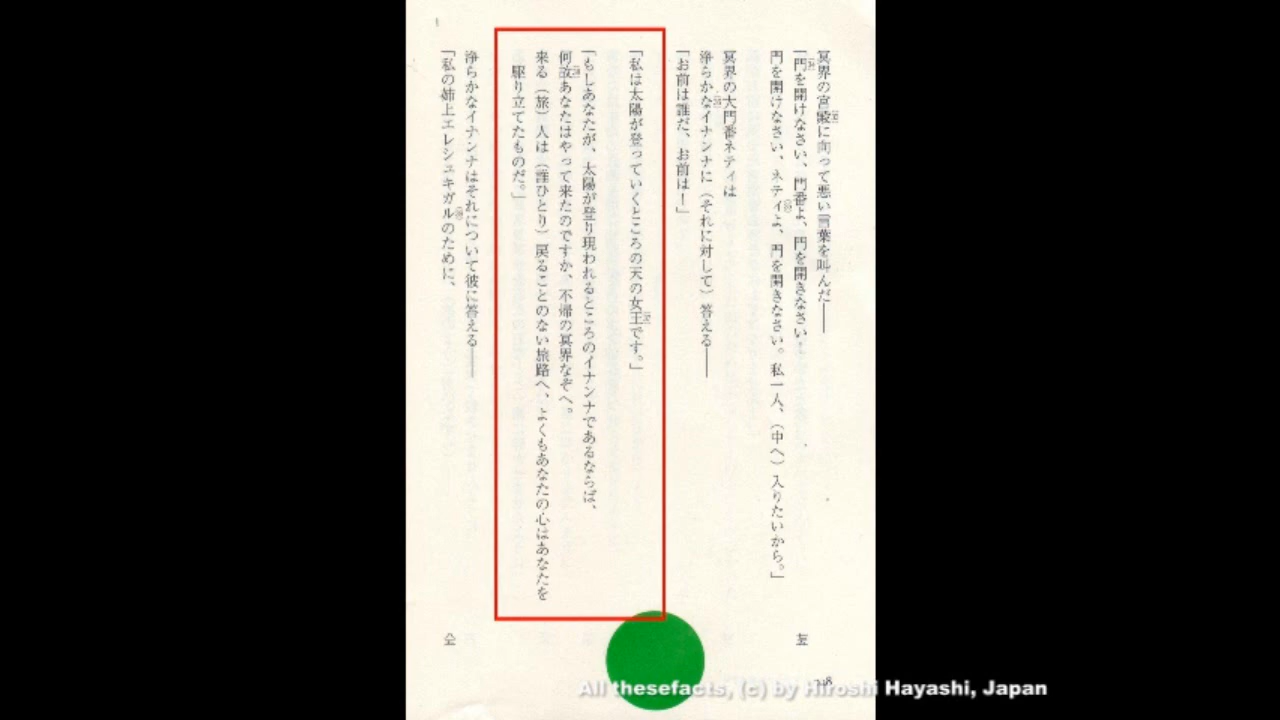 冥界の宮殿に向って悪い言葉を叫んだ――
「門を開けなさい、門番よ、門を開きなさい、
門を開けなさい、ネティよ、門を開きなさい。私一人、（中へ）入りたいから。」
冥界の大門番ネティは
浄らかなイナンナに（それに対して）答える――
「お前は誰だ、お前は！」
「私は太陽が登っていくところの天の女王です。」
「もしあなたが、太陽が登り現われるところのイナンナであるならば、
何故あなたはやって来たのですか、不帰の冥界なぞへ。
来る（旅）人は（誰ひとり）戻ることのない旅路へ、よくもあなたの心はあなたを
駆り立てたものだ。」
浄らかなイナンナはそれについて彼に答える――
「私の姉上エレシュキガルのために、
All thesefacts, (c) by Hiroshi Hayashi, Japan